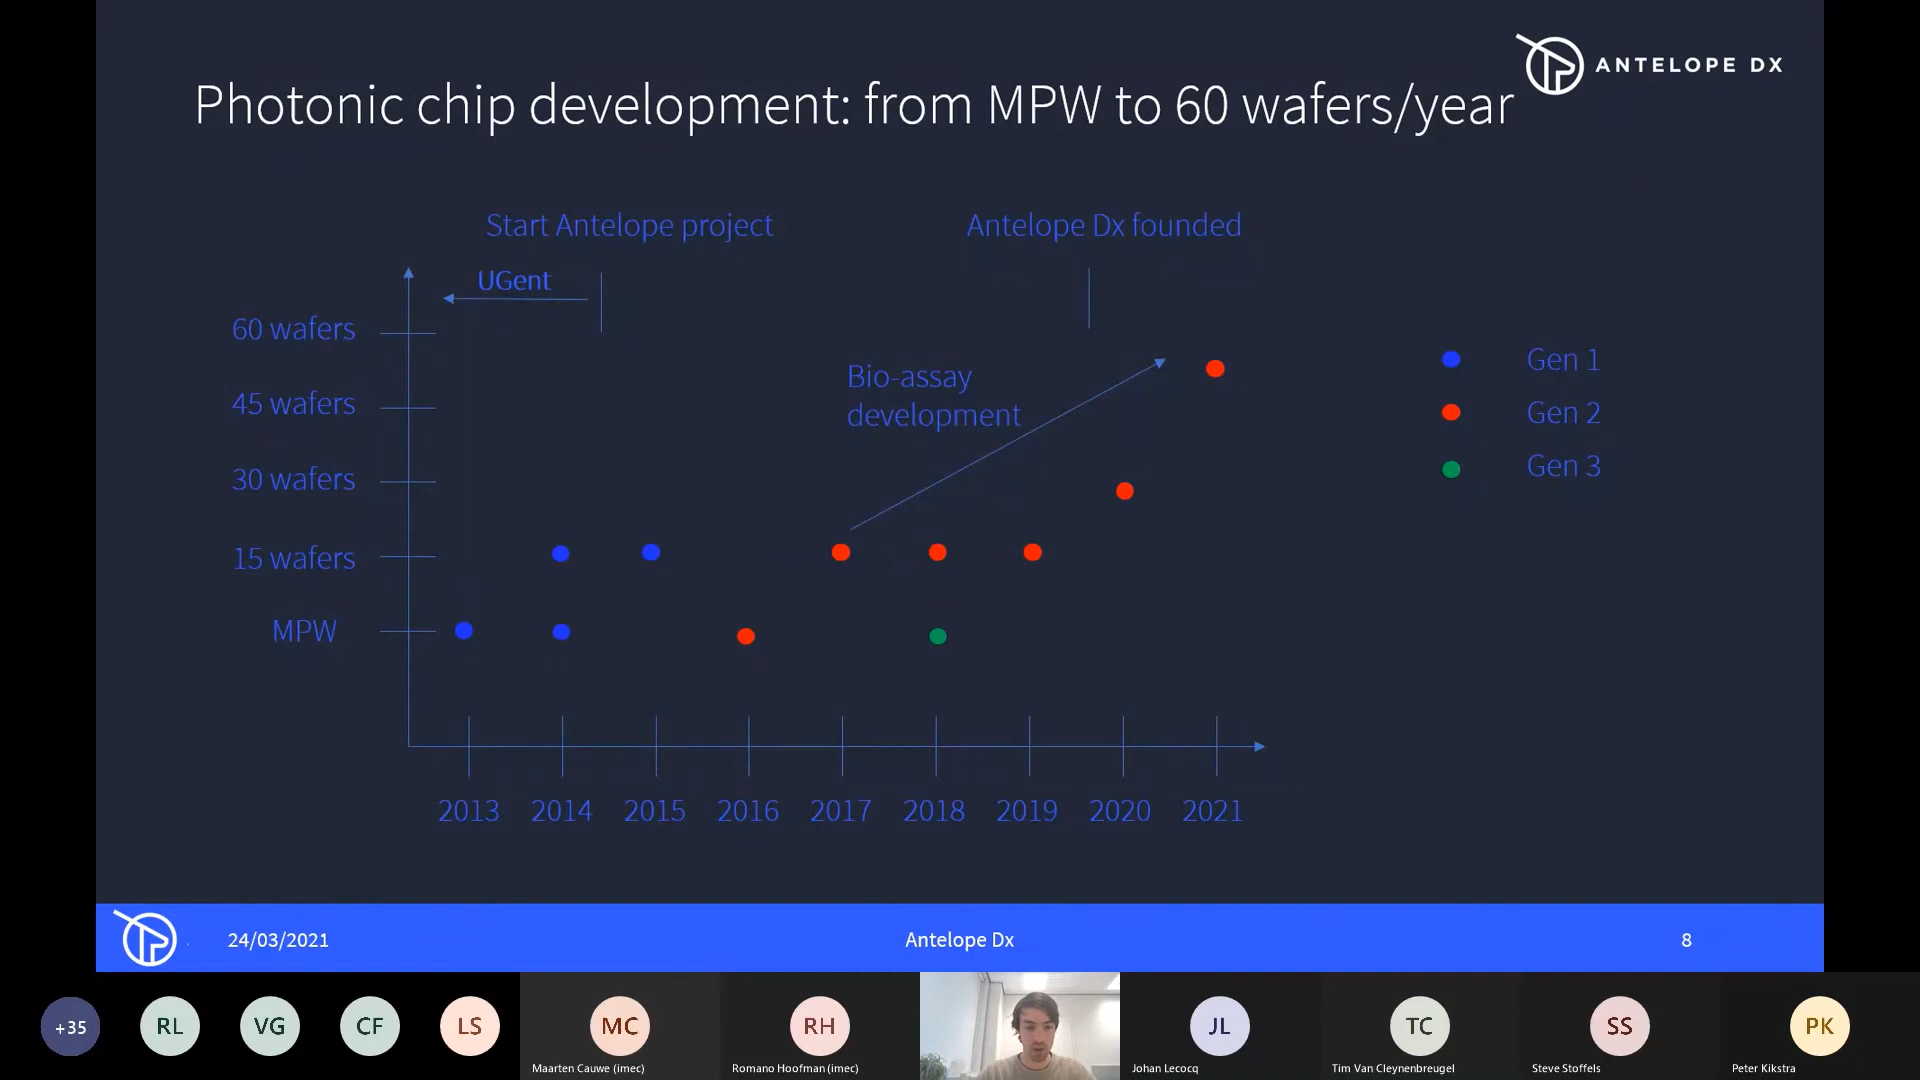 ANTELOPE DX
Photonic chip development: from MPW to 60 wafers/year
Start Antelope project
Antelope Dx founded
UGent
60 wafers
45 wafers
30 wafers
15 wafers
MPW
Bio-assay
development
Gen 1
Gen 2
Gen 3
2013 2014 2015 2016 2017 2018 2019 2020 2021
24/03/2021 Antelope Dx 8
+35 RL VG CF LS MC RH JL TC SS PK
Maarten Cauwe (imec) Romano Hoofman (imec) Johan Lecocq Tim Van Cleynenbreugel Steve Stoffels Peter Kikstra